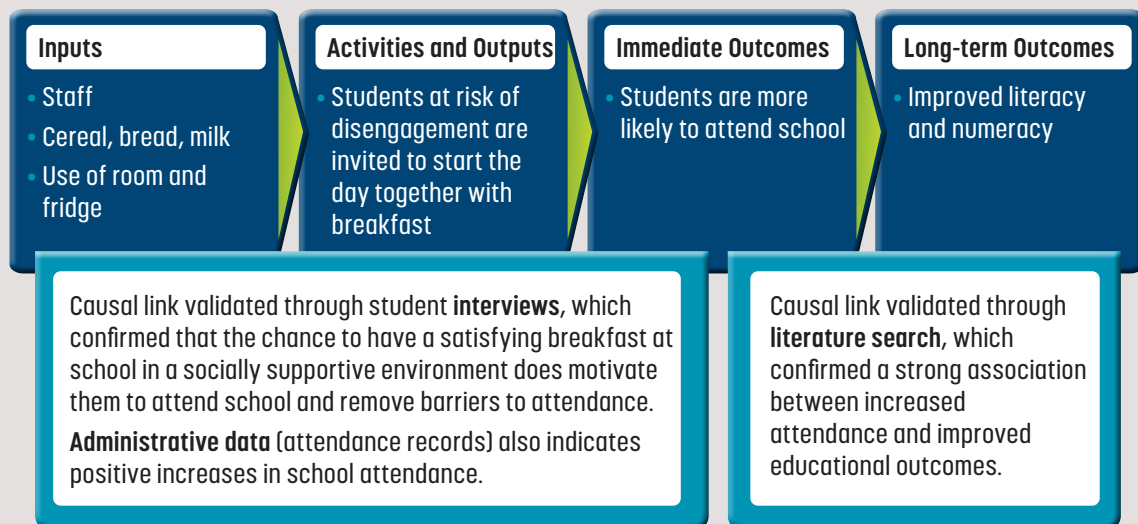 Inputs
• Staff
• Cereal, bread, milk
• Use of room and
fridge
Activities and Outputs
• Students at risk of
disengagement are
invited to start the
day together with
breakfast
Immediate Outcomes
• Students are more
likely to attend school
Long-term Outcomes
• Improved literacy
and numeracy
Causal link validated through student interviews, which
confirmed that the chance to have a satisfying breakfast at
school in a socially supportive environment does motivate
them to attend school and remove barriers to attendance.
Administrative data (attendance records) also indicates
positive increases in school attendance.
Causal link validated through
literature search, which
confirmed a strong association
between increased
attendance and improved
educational outcomes.